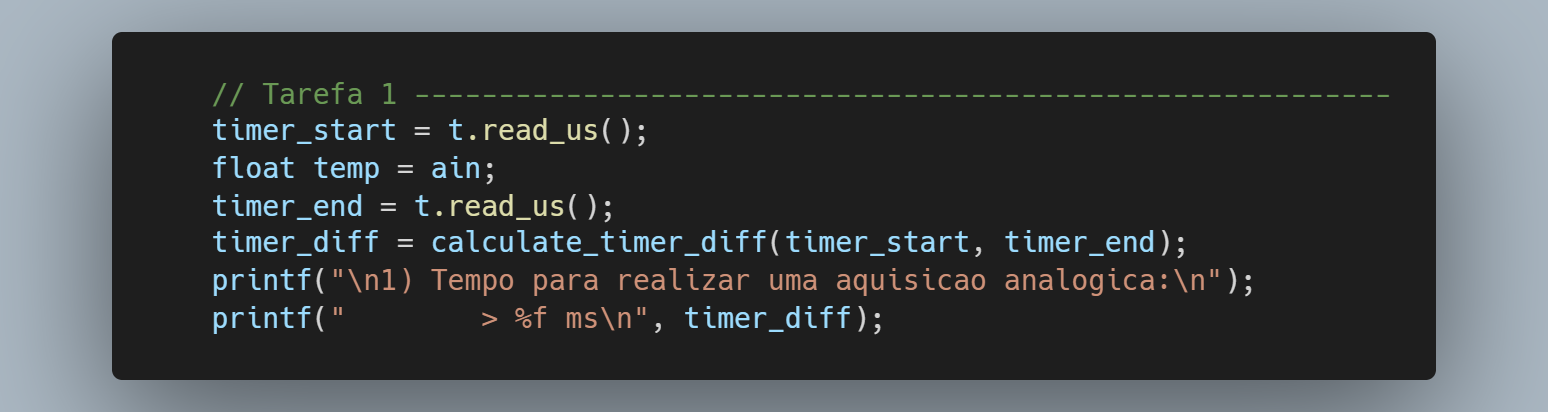 // Tarefa 1 ----------------------------------------------------------
timer_start = t.read_us();
float temp = ain;
timer_end = t.read_us();
timer_diff = calculate_timer_diff(timer_start, timer_end);
printf("\n1) Tempo para realizar uma aquisicao analogica:\n");
printf("        > %f ms\n", timer_diff);